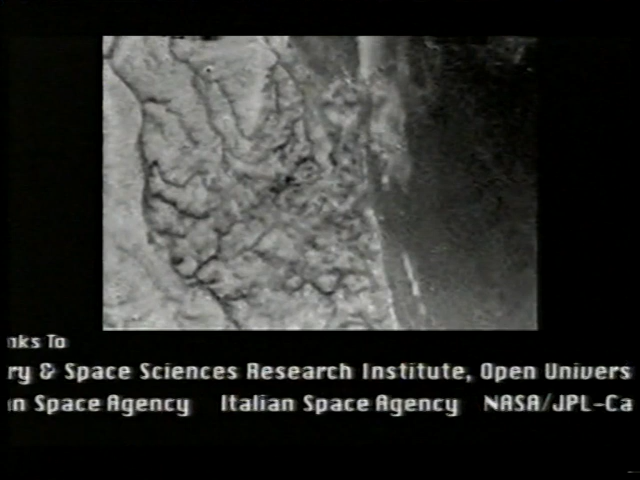 nks To
ry & Space Sciences Research Institute, Open Univers
n Space Agency Italian Space Agency NASA/JPL-Ca